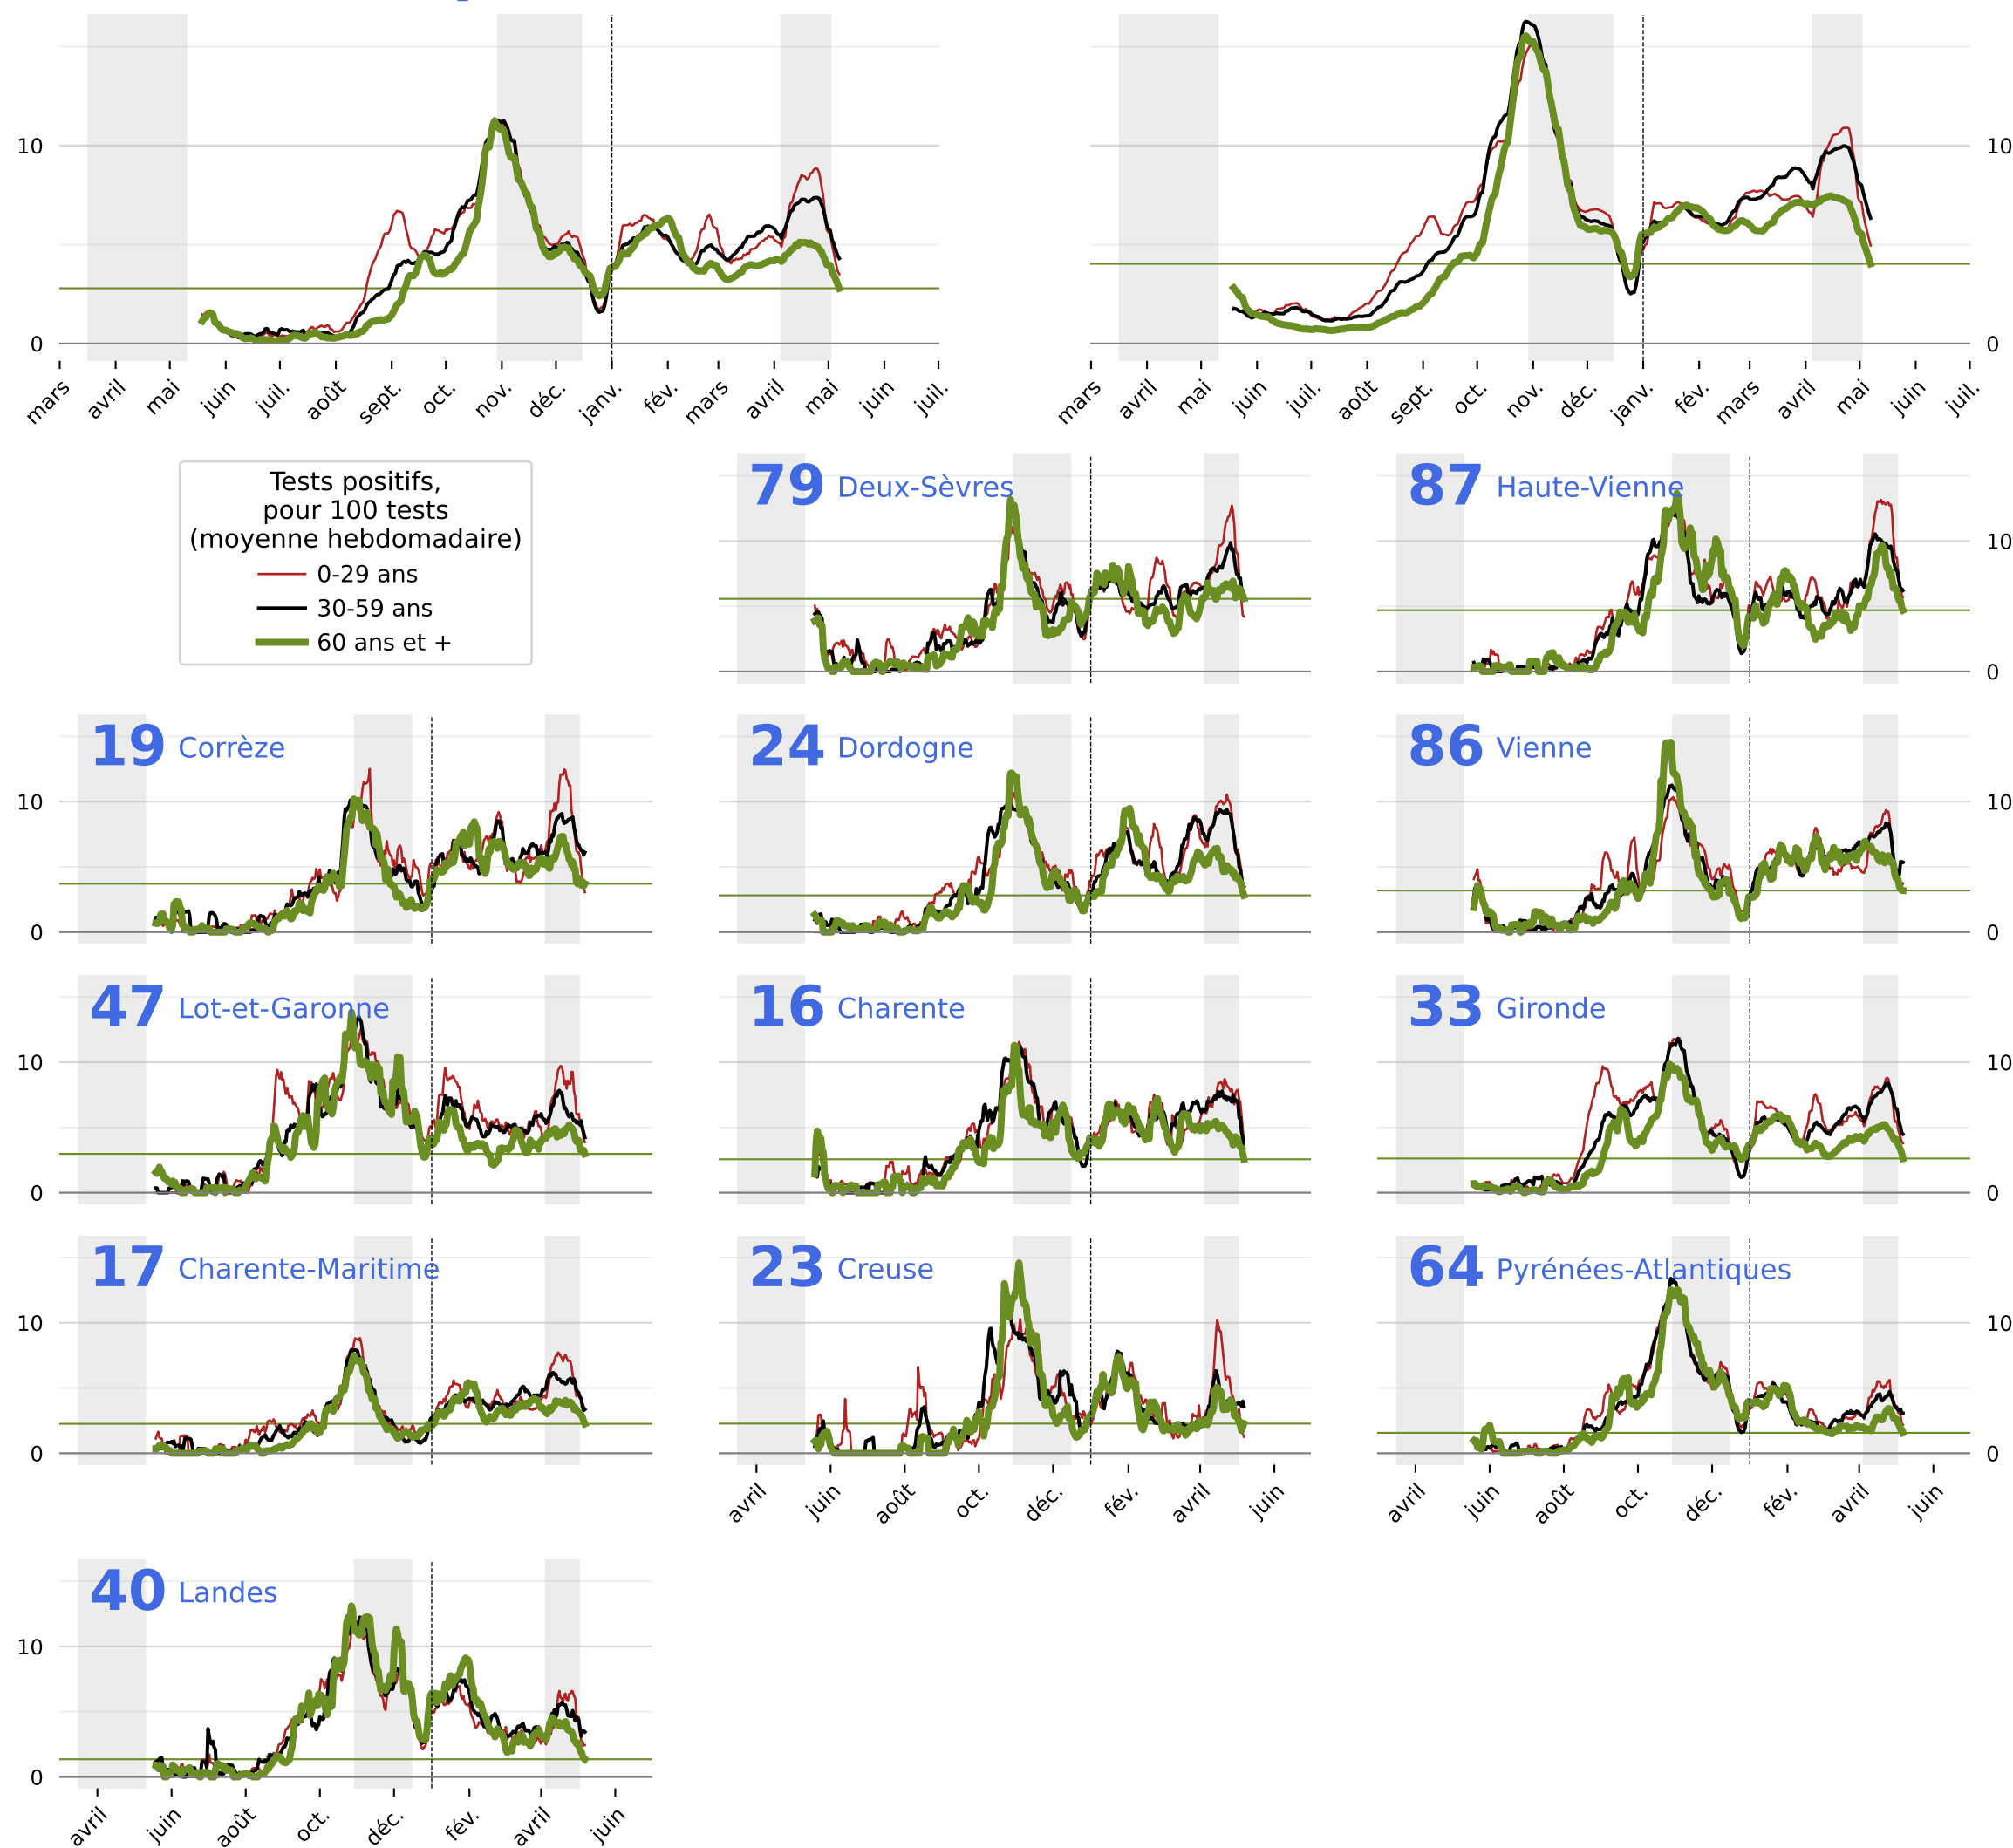 10
0
mars avril mai juin juil. août sept. oct. nov. déc. janv. fév. mars avril mai juin juil.
10
0
mars avril mai juin juil. août sept. oct. nov. déc. janv. fév. mars avril mai juin juil.
Tests positifs,
pour 100 tests
(moyenne hebdomadaire)
0-29 ans
30-59 ans
60 ans et +
79 Deux-Sèvres
87 Haute-Vienne
10
0
19 Corrèze
10
0
24 Dordogne
86 Vienne
10
0
47 Lot-et-Garonne
10
0
16 Charente
33 Gironde
10
0
17 Charente-Maritime
10
0
23 Creuse
avril juin août oct. déc. fév. avril juin
64 Pyrénées-Atlantiques
10
0
avril juin août oct. déc. fév. avril juin
40 Landes
10
0
avril juin août oct. déc. fév. avril juin